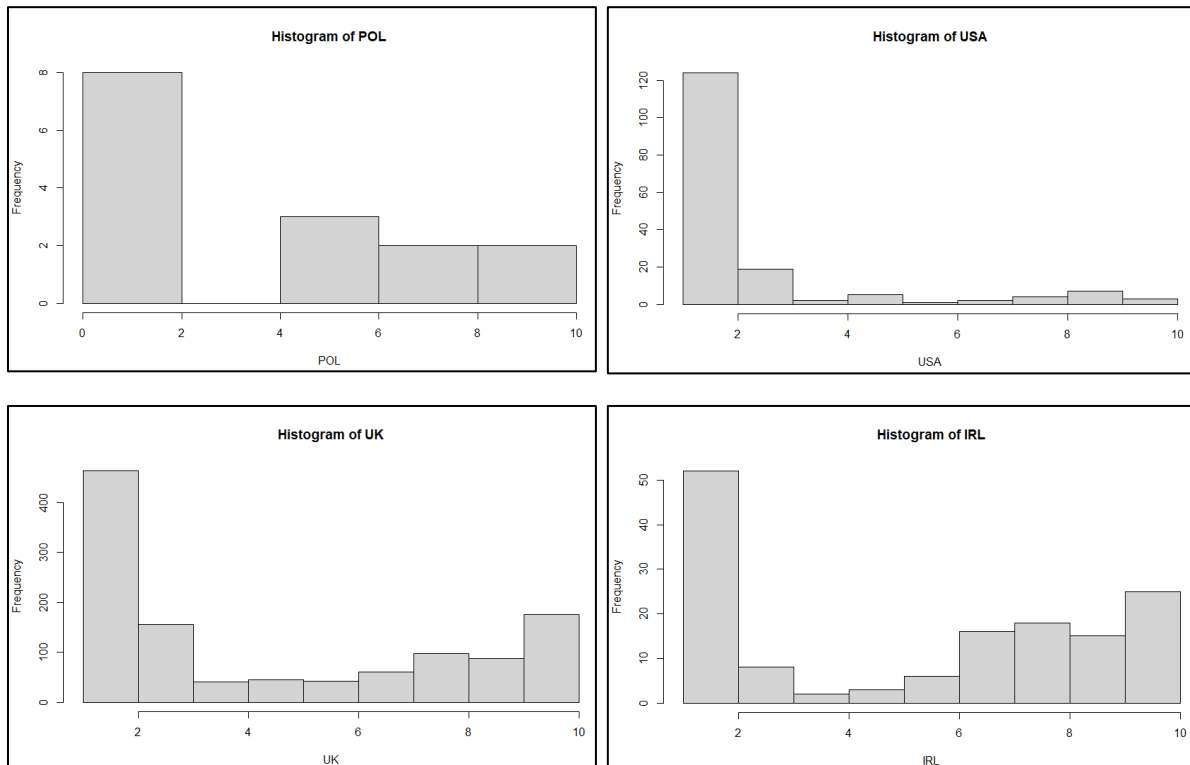 Histogram of POL
Frequency
0 2 4 6 8
0 2 4 6 8 10
POL
Histogram of USA
Frequency
0 20 40 60 80 100 120
2 4 6 8 10
USA
Histogram of UK
Frequency
0 100 200 300 400
2 4 6 8 10
UK
Histogram of IRL
Frequency
0 10 20 30 40 50
2 4 6 8 10
IRL